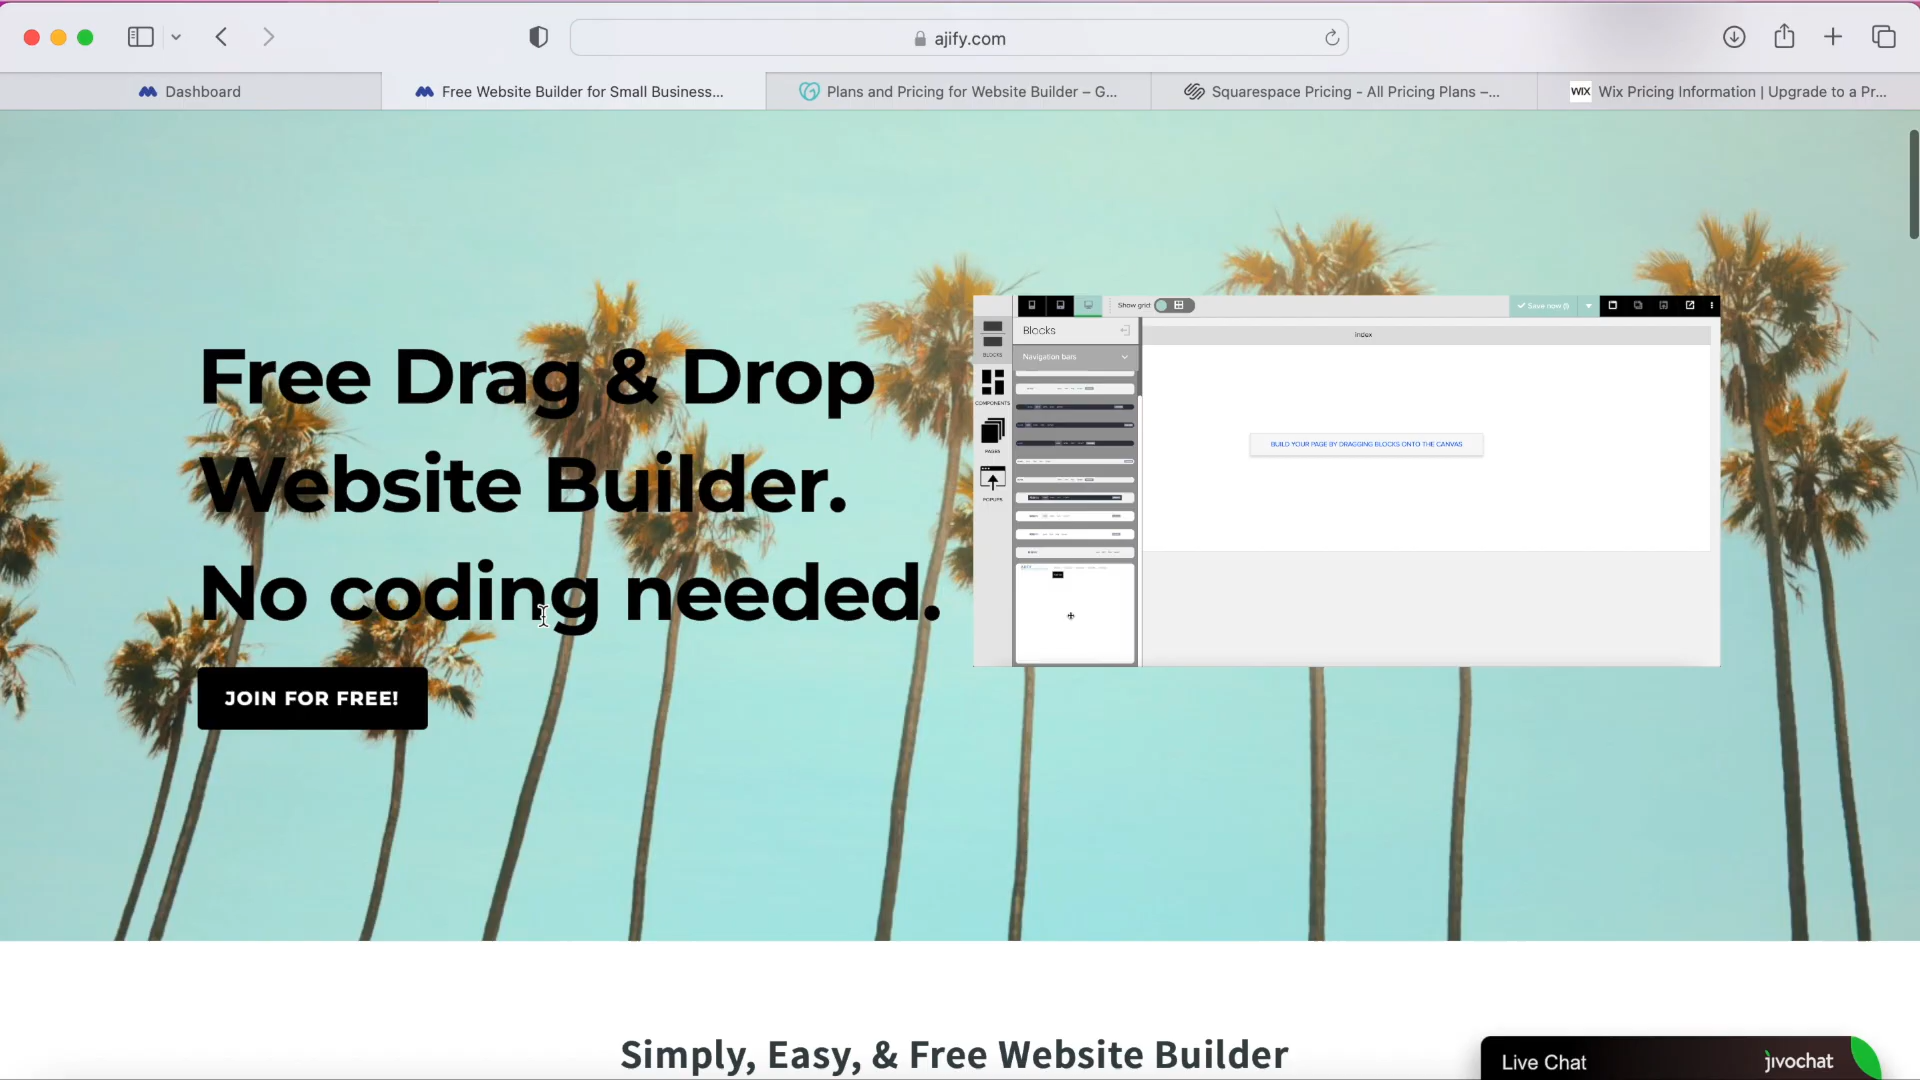 ajify.com
Dashboard
Free Website Builder for Small Business...
Plans and Pricing for Website Builder – G...
Squarespace Pricing - All Pricing Plans –...
WIX
Wix Pricing Information | Upgrade to a Pr...
Free Drag & Drop
Website Builder.
No coding needed.
JOIN FOR FREE!
Show grid:
Save now (1)
Blocks
index
BLOCKS
Navigation bars
COMPONENTS
PAGES
POPUPS
BUILD YOUR PAGE BY DRAGGING BLOCKS ONTO THE CANVAS
Simply, Easy, & Free Website Builder
Live Chat
jivochat